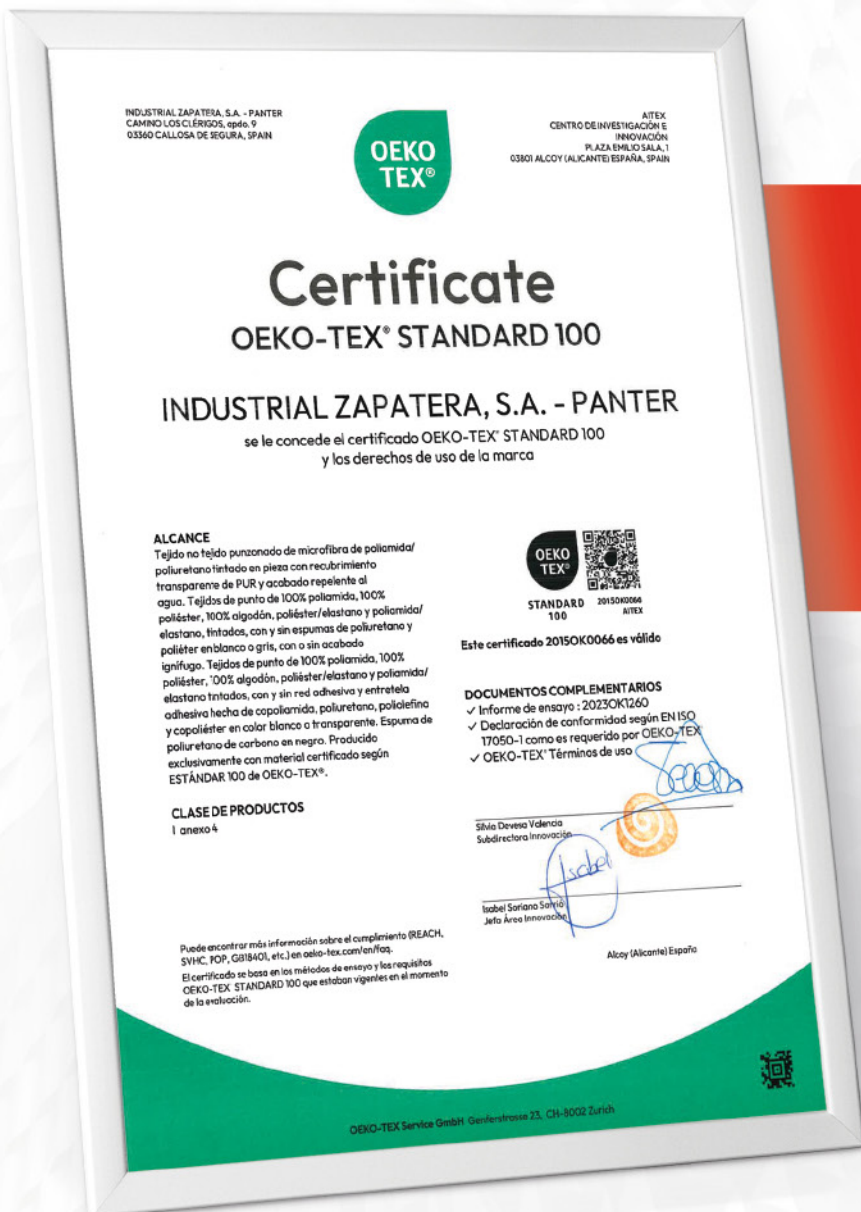 INDUSTRIAL ZAPATERA, S.A. - PANTER
CAMINO LOS CLÉRIGOS, apdo. 9
03360 CALLOSA DE SEGURA, SPAIN
OEKO
TEX®
AITEX
CENTRO DE INVESTIGACIÓN E
INNOVACIÓN
PLAZA EMILIO SALA, 1
03801 ALCOY (ALICANTE) ESPAÑA, SPAIN
Certificate
OEKO-TEX® STANDARD 100
INDUSTRIAL ZAPATERA, S.A. - PANTER
se le concede el certificado OEKO-TEX® STANDARD 100
y los derechos de uso de la marca
ALCANCE
Tejido no tejido punzonado de microfibra de poliamida/
poliuretano tintado en pieza con recubrimiento
transparente de PUR y acabado repelente al
agua. Tejidos de punto de 100% poliamida, 100%
poliéster, 100% algodón, poliéster/elastano y poliamida/
elastano, tintados, con y sin espumas de poliuretano y
poliéter en blanco o gris, con o sin acabado
ignífugo. Tejidos de punto de 100% poliamida, 100%
poliéster, 100% algodón, poliéster/elastano y poliamida/
elastano tintados, con y sin red adhesiva y entretela
adhesiva hecha de copoliamida, poliuretano, poliolefina
y copoliéster en color blanco o transparente. Espuma de
poliuretano de carbono en negro. Producido
exclusivamente con material certificado según
ESTÁNDAR 100 de OEKO-TEX®.
CLASE DE PRODUCTOS
I anexo 4
OEKO
TEX®
STANDARD
100
2015OK0066
AITEX
Este certificado 2015OK0066 es válido
DOCUMENTOS COMPLEMENTARIOS
✓ Informe de ensayo : 2023OK1260
✓ Declaración de conformidad según EN ISO
17050-1 como es requerido por OEKO-TEX
✓ OEKO-TEX® Términos de uso
Silvia Devesa Valencia
Subdirectora Innovación
Isabel
Isabel Soriano Sarrió
Jefa Área Innovación
Alcoy (Alicante) España
Puede encontrar más información sobre el cumplimiento (REACH,
SVHC, POP, GB18401, etc.) en oeko-tex.com/en/faq.
El certificado se basa en los métodos de ensayo y los requisitos
OEKO-TEX STANDARD 100 que estaban vigentes en el momento
de la evaluación.
OEKO-TEX Service GmbH Genferstrasse 23, CH-8002 Zurich